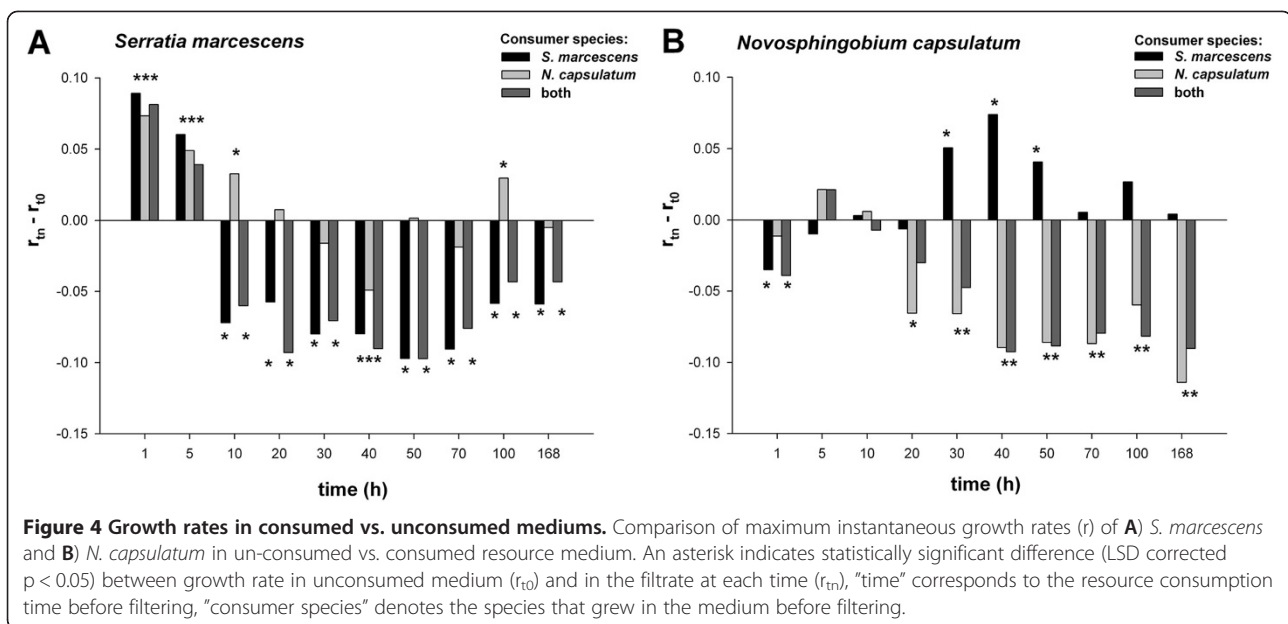 A
Serratia marcescens
Consumer species:
S. marcescens
N. capsulatum
both
0.10
0.05
0.00
-0.05
-0.10
-0.15
r_tn - r_t0
***
***
*
*
* *
* *
* *
***
* *
* *
* *
* *
1 5 10 20 30 40 50 70 100 168
time (h)
B
Novosphingobium capsulatum
Consumer species:
S. marcescens
N. capsulatum
both
0.10
0.05
0.00
-0.05
-0.10
-0.15
r_tn - r_t0
*
*
*
* *
*
**
**
**
**
**
**
1 5 10 20 30 40 50 70 100 168
time (h)
Figure 4 Growth rates in consumed vs. unconsumed mediums. Comparison of maximum instantaneous growth rates (r) of A) S. marcescens
and B) N. capsulatum in un-consumed vs. consumed resource medium. An asterisk indicates statistically significant difference (LSD corrected
p < 0.05) between growth rate in unconsumed medium (r_t0) and in the filtrate at each time (r_tn), "time" corresponds to the resource consumption
time before filtering, "consumer species" denotes the species that grew in the medium before filtering.